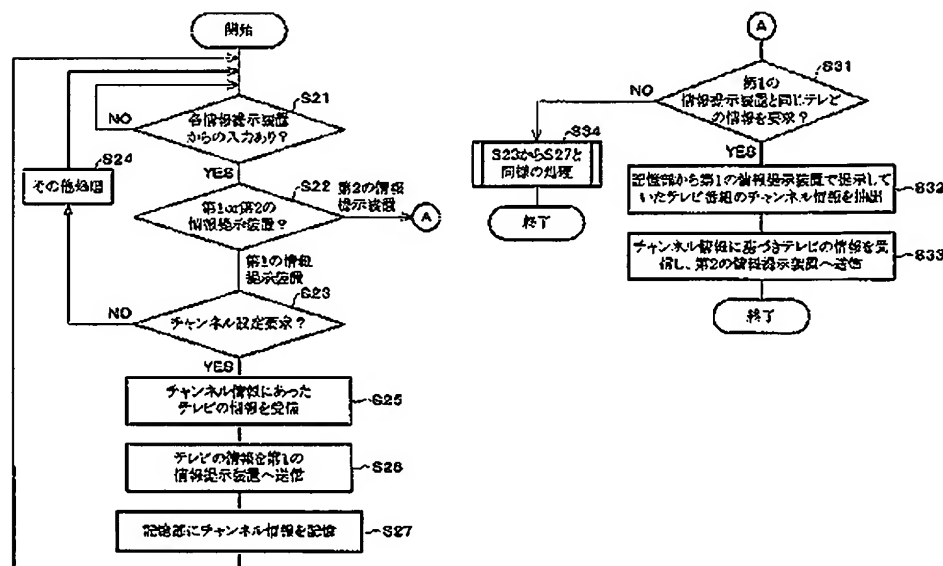 開始
S21
各情報提示装置
からの入力あり?
NO
YES
S24
その他処理
S22
第1or第2の
情報提示装置?
第2の情報
提示装置
A
第1の情報
提示装置
S23
チャンネル設定要求?
NO
YES
チャンネル情報にあった
テレビの情報を受信
S25
テレビの情報を第1の
情報提示装置へ送信
S26
記憶部にチャンネル情報を記憶
S27
A
S31
第1の
情報提示装置と同じテレビ
の情報を要求?
NO
YES
S34
S23からS27と
同様の処理
終了
記憶部から第1の情報提示装置で提示して
いたテレビ番組のチャンネル情報を抽出
S32
チャンネル情報に基づきテレビの情報を受
信し、第2の情報提示装置へ送信
S33
終了